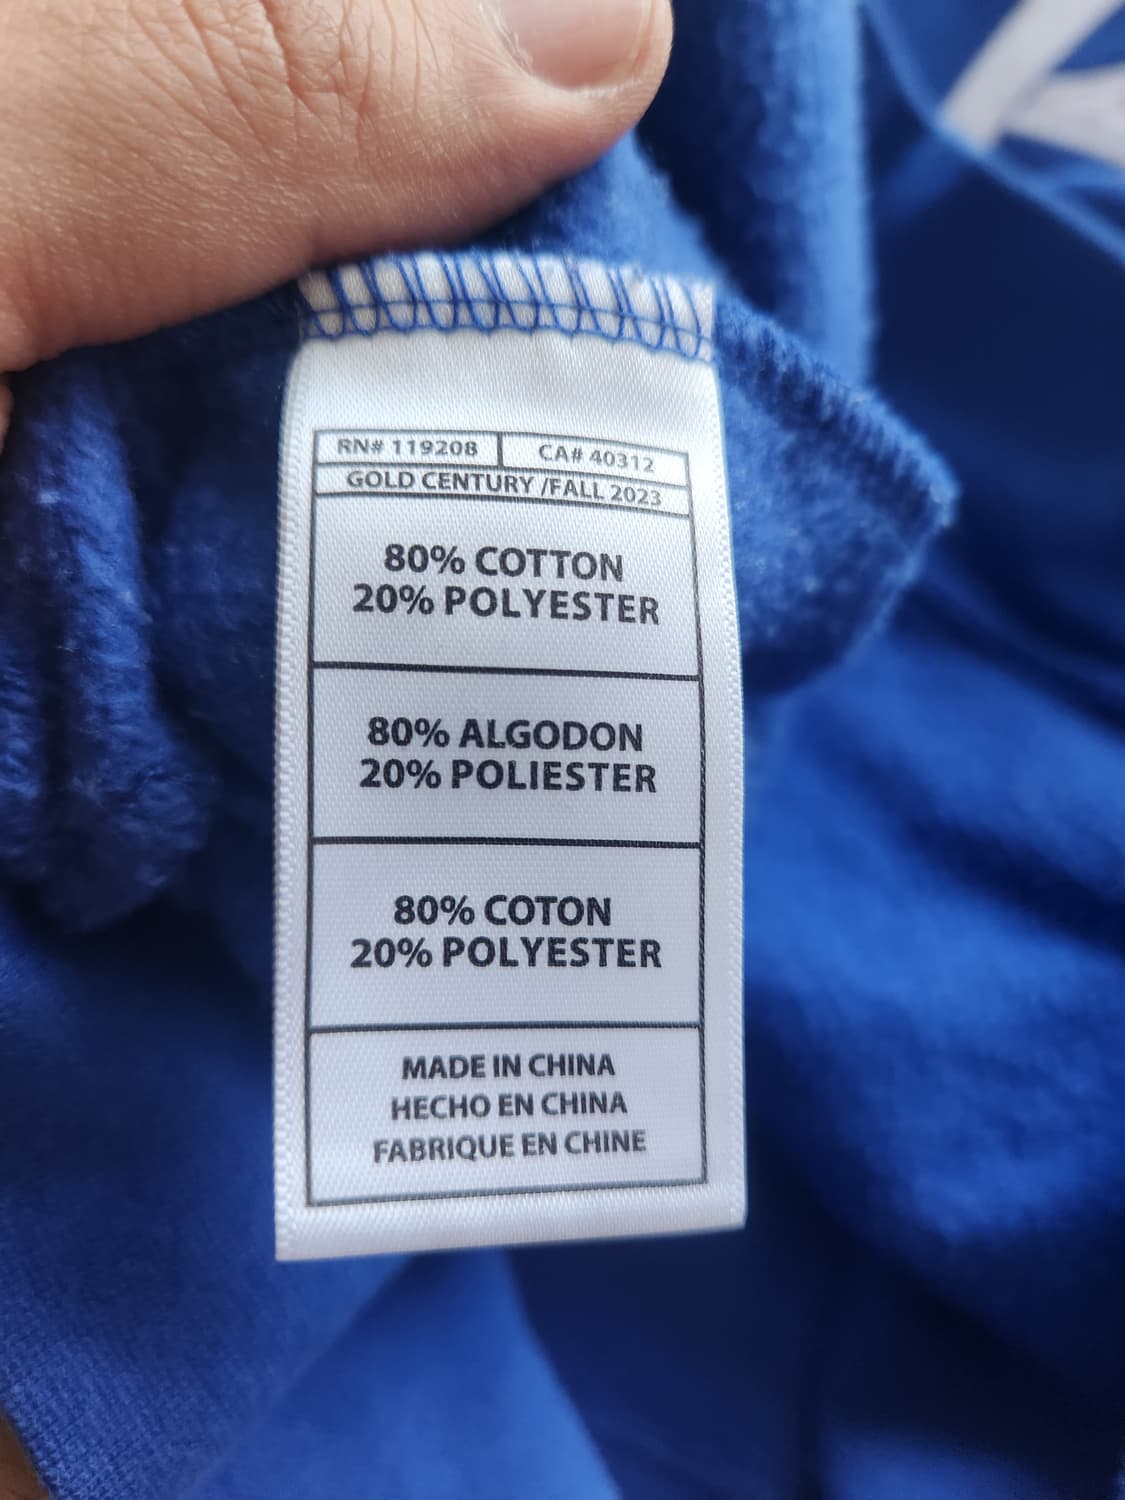 RN# 119208 CA# 40312
GOLD CENTURY /FALL 2023
80% COTTON
20% POLYESTER
80% ALGODON
20% POLIESTER
80% COTON
20% POLYESTER
MADE IN CHINA
HECHO EN CHINA
FABRIQUE EN CHINE